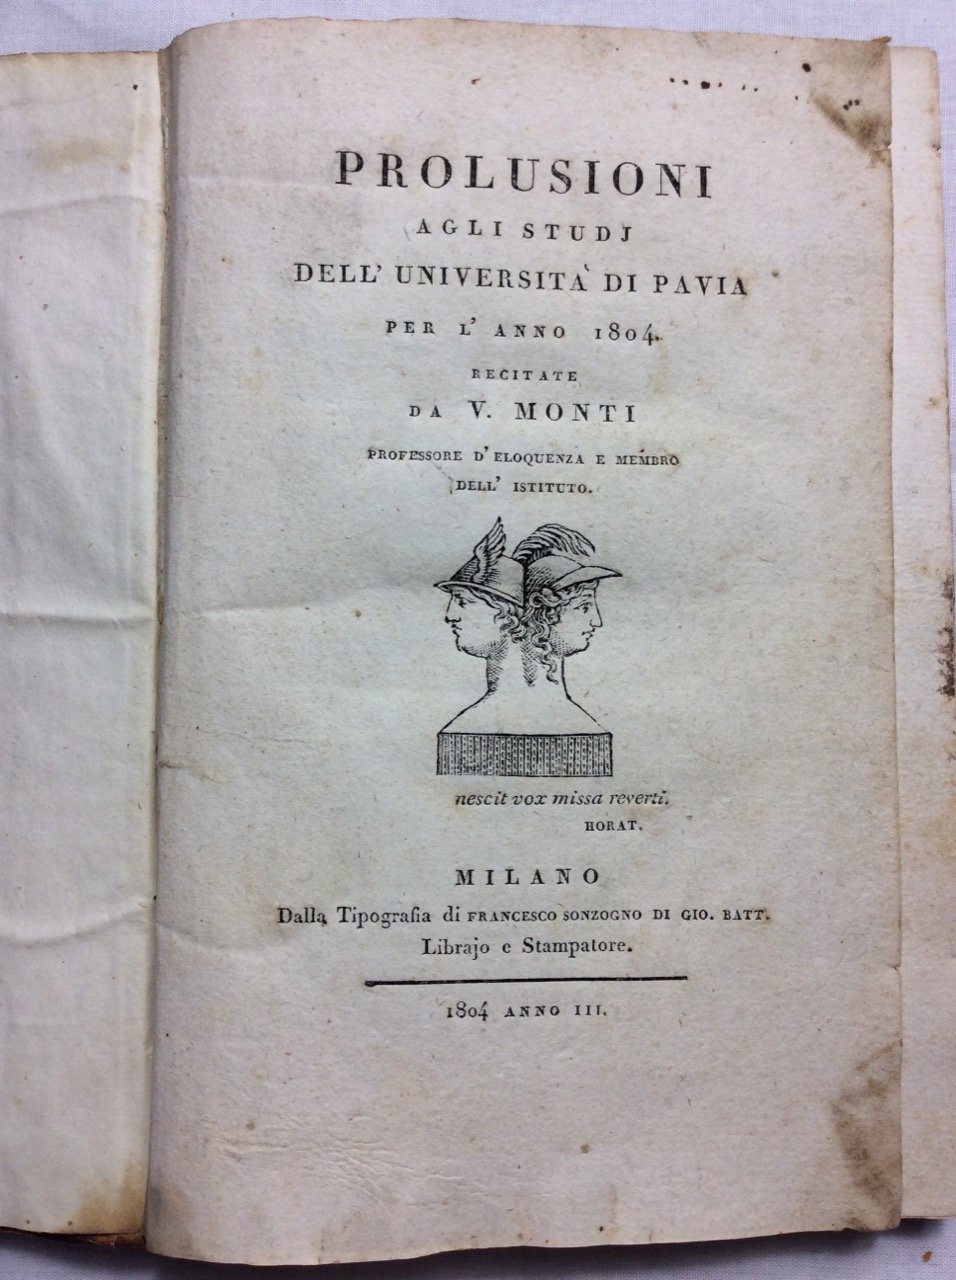 PROLUSIONI
AGLI STUDJ
DELL' UNIVERSITÀ DI PAVIA
PER L' ANNO 1804.
RECITATE
DA V. MONTI
PROFESSORE D' ELOQUENZA E MEMBRO
DELL' ISTITUTO.
nescit vox missa reverti.
HORAT.
MILANO
Dalla Tipografia di FRANCESCO SONZOGNO DI GIO. BATT.
Librajo e Stampatore.
1804 ANNO III.